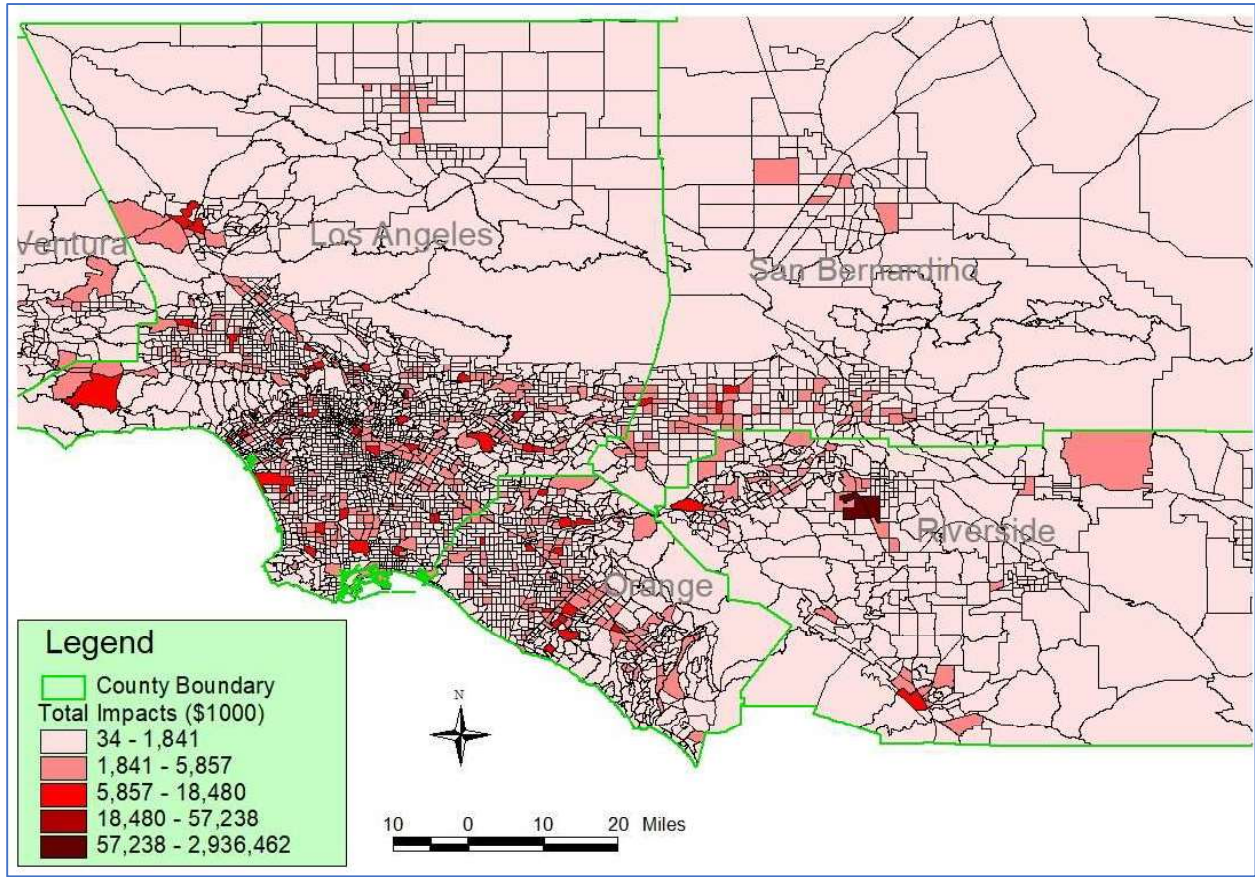 Los Angeles
Ventura
San Bernardino
Riverside
Orange
Legend
County Boundary
Total Impacts ($1000)
34 - 1,841
1,841 - 5,857
5,857 - 18,480
18,480 - 57,238
57,238 - 2,936,462
N
10 0 10 20 Miles